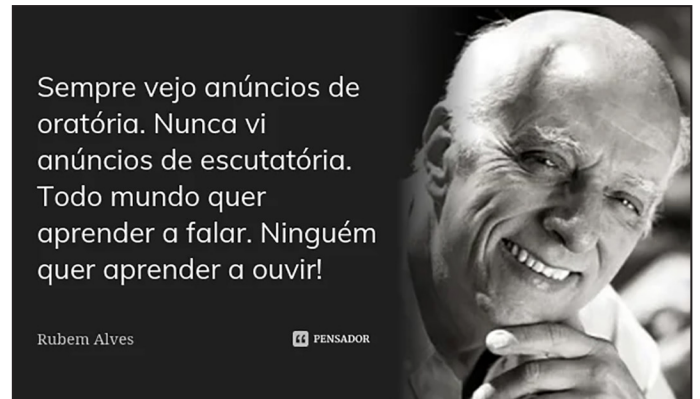 Sempre vejo anúncios de
oratória. Nunca vi
anúncios de escutatória.
Todo mundo quer
aprender a falar. Ninguém
quer aprender a ouvir!
Rubem Alves
PENSADOR